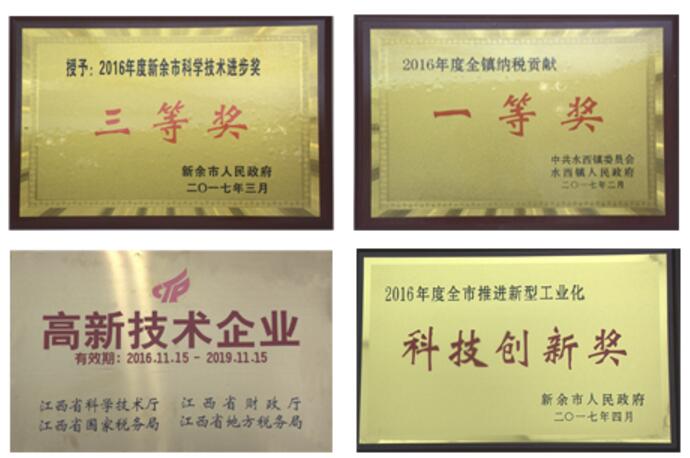 授予：2016年度新余市科学技术进步奖
三等奖
新余市人民政府
二〇一七年三月
2016年度全镇纳税贡献
一等奖
中共水西镇委员会
水西镇人民政府
二〇一七年二月
高新技术企业
有效期：2016.11.15 - 2019.11.15
江西省科学技术厅 江西省财政厅
江西省国家税务局 江西省地方税务局
2016年度全市推进新型工业化
科技创新奖
新余市人民政府
二〇一七年四月